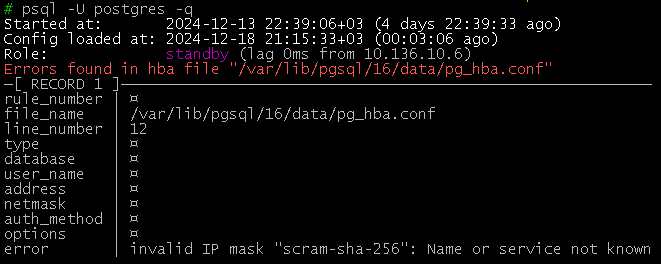 # psql -U postgres -q
Started at: 2024-12-13 22:39:06+03 (4 days 22:39:33 ago)
Config loaded at: 2024-12-18 21:15:33+03 (00:03:06 ago)
Role: standby (lag 0ms from 10.136.10.6)
Errors found in hba file "/var/lib/pgsql/16/data/pg_hba.conf"
─[ RECORD 1 ]─
rule_number | ¤
file_name | /var/lib/pgsql/16/data/pg_hba.conf
line_number | 12
type | ¤
database | ¤
user_name | ¤
address | ¤
netmask | ¤
auth_method | ¤
options | ¤
error | invalid IP mask "scram-sha-256": Name or service not known